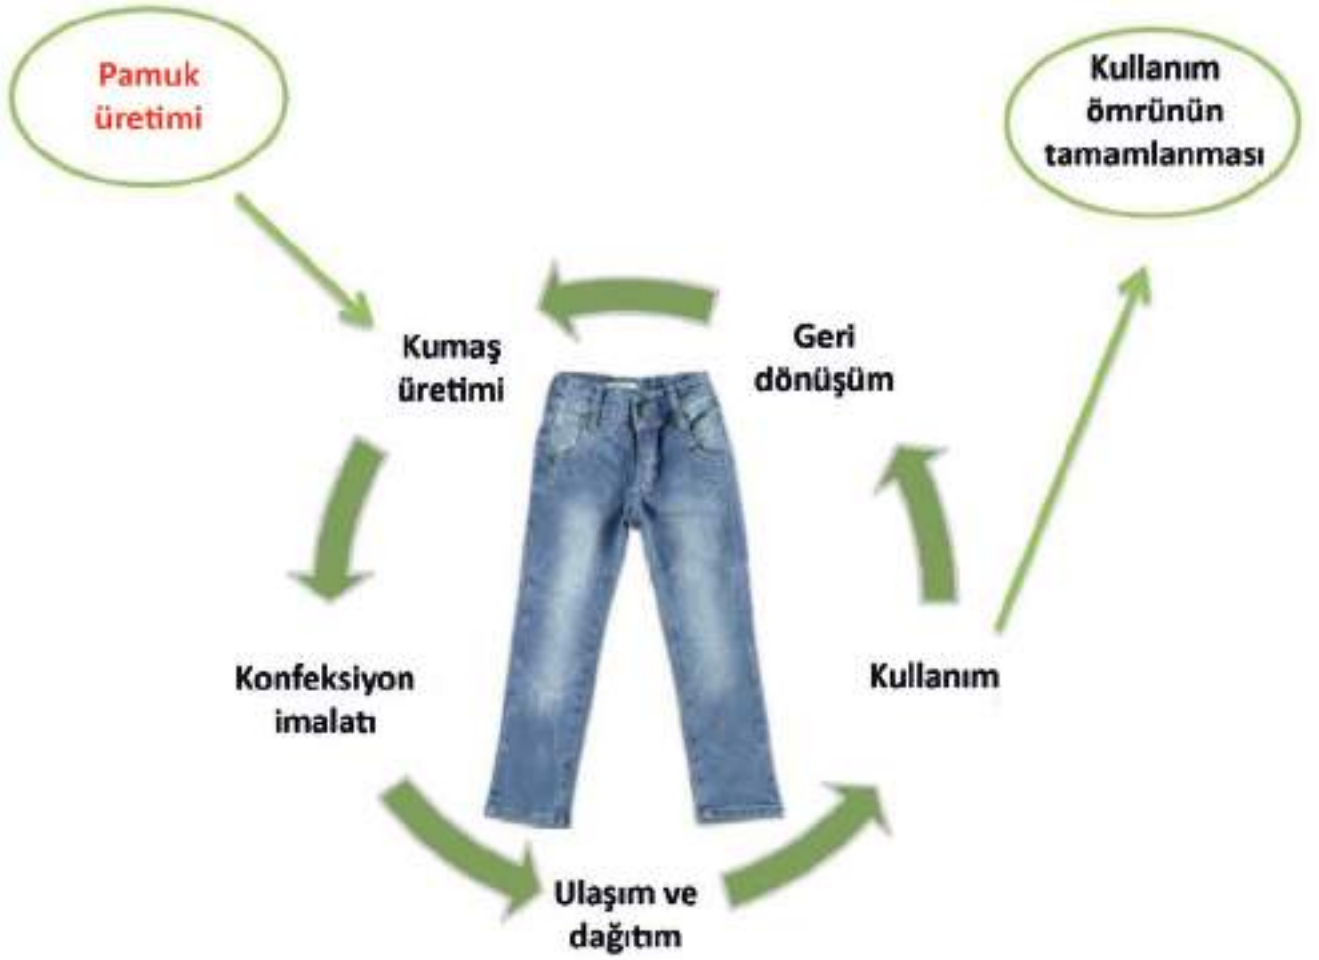 Pamuk
üretimi
Kullanım
ömrünün
tamamlanması
Kumaş
üretimi
Geri
dönüşüm
Konfeksiyon
imalatı
Kullanım
Ulaşım ve
dağıtım